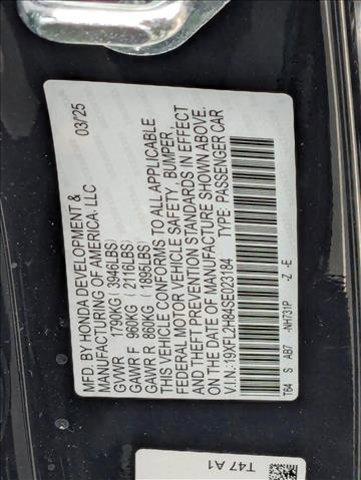 MFD. BY HONDA DEVELOPMENT & 03/25
MANUFACTURING OF AMERICA, LLC
GVWR 1790KG ( 3946LBS)
GAWR F 960KG ( 2116LBS)
GAWR R 860KG ( 1895LBS)
THIS VEHICLE CONFORMS TO ALL APPLICABLE
FEDERAL MOTOR VEHICLE SAFETY, BUMPER,
AND THEFT PREVENTION STANDARDS IN EFFECT
ON THE DATE OF MANUFACTURE SHOWN ABOVE.
V.I.N.: 19XFL2H84SE023184 TYPE: PASSENGER CAR
T64 S AB7 -NH731P -Z -E
T47 A1